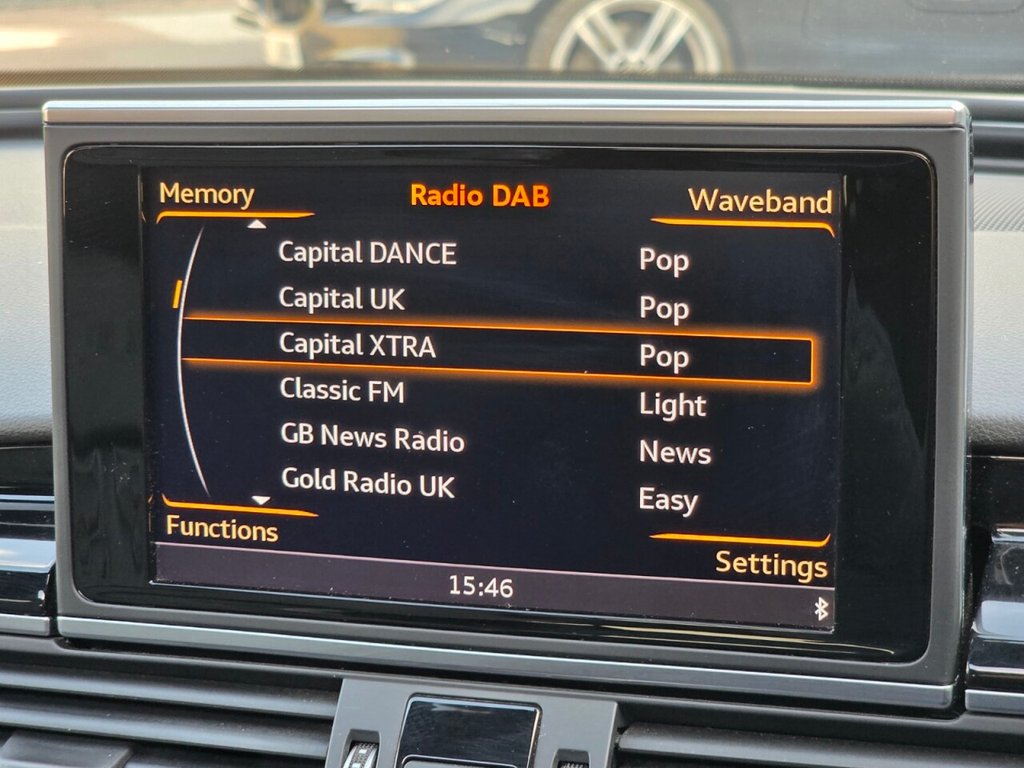 Memory Radio DAB Waveband
Capital DANCE Pop
Capital UK Pop
Capital XTRA Pop
Classic FM Light
GB News Radio News
Gold Radio UK Easy
Functions Settings
15:46